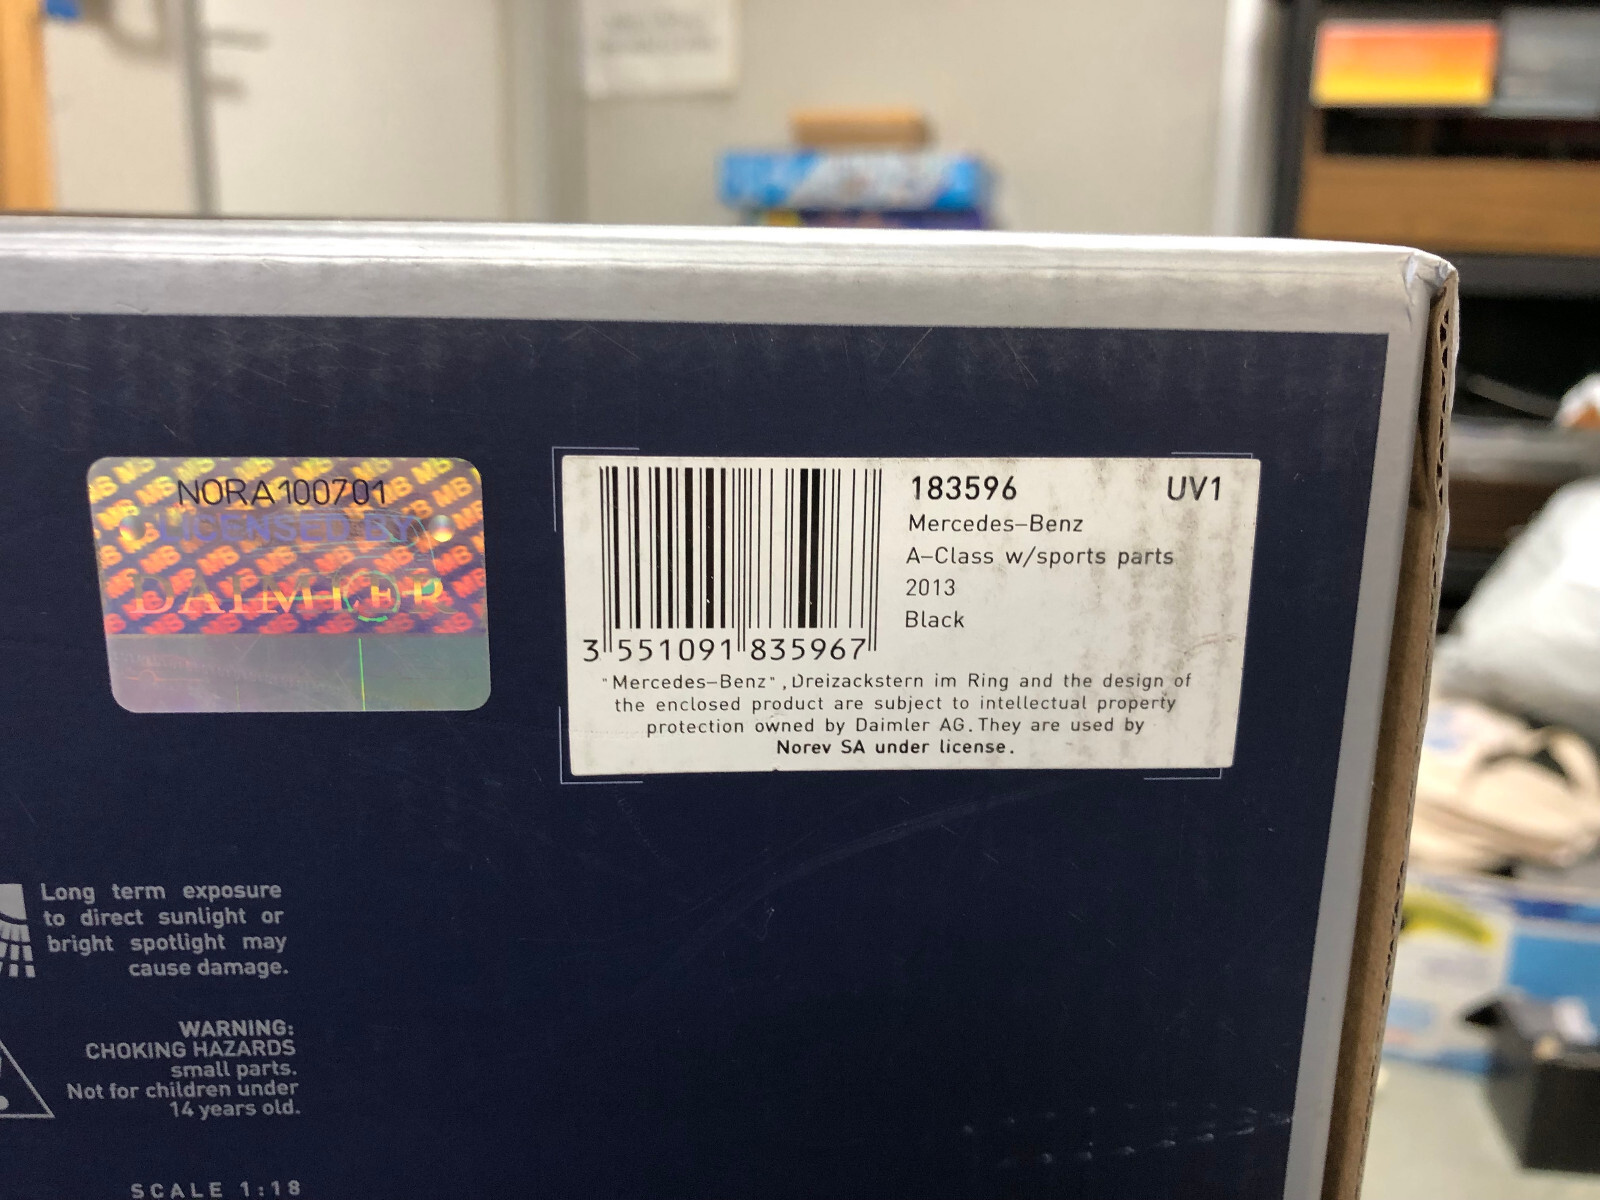 NORA100701
LICENSED BY
DAIMLER
183596 UV1
Mercedes-Benz
A-Class w/sports parts
2013
Black
3 551091 835967
"Mercedes-Benz", Dreizackstern im Ring and the design of
the enclosed product are subject to intellectual property
protection owned by Daimler AG. They are used by
Norev SA under license.
Long term exposure
to direct sunlight or
bright spotlight may
cause damage.
WARNING:
CHOKING HAZARDS
small parts.
Not for children under
14 years old.
SCALE 1:18